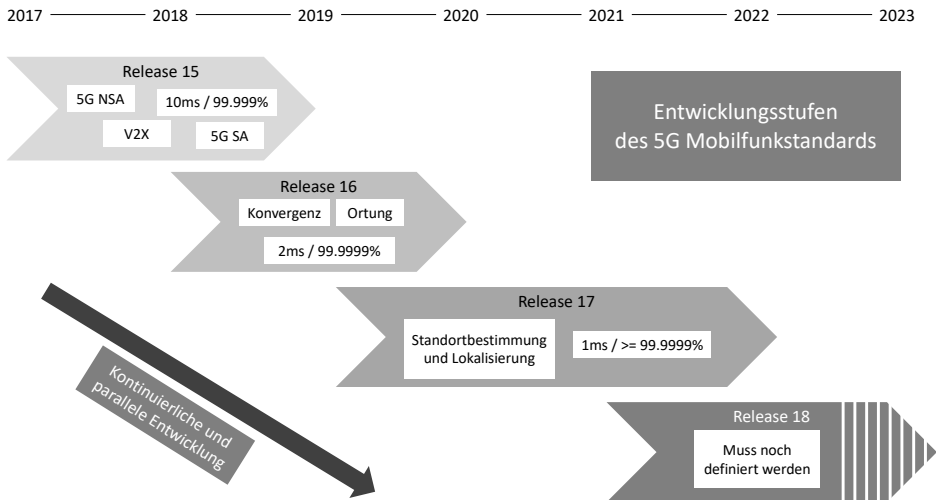 2017 2018 2019 2020 2021 2022 2023
Release 15
5G NSA
10ms / 99.999%
V2X
5G SA
Entwicklungsstufen
des 5G Mobilfunkstandards
Release 16
Konvergenz
Ortung
2ms / 99.9999%
Release 17
Standortbestimmung
und Lokalisierung
1ms / >= 99.9999%
Kontinuierliche und
parallele Entwicklung
Release 18
Muss noch
definiert werden